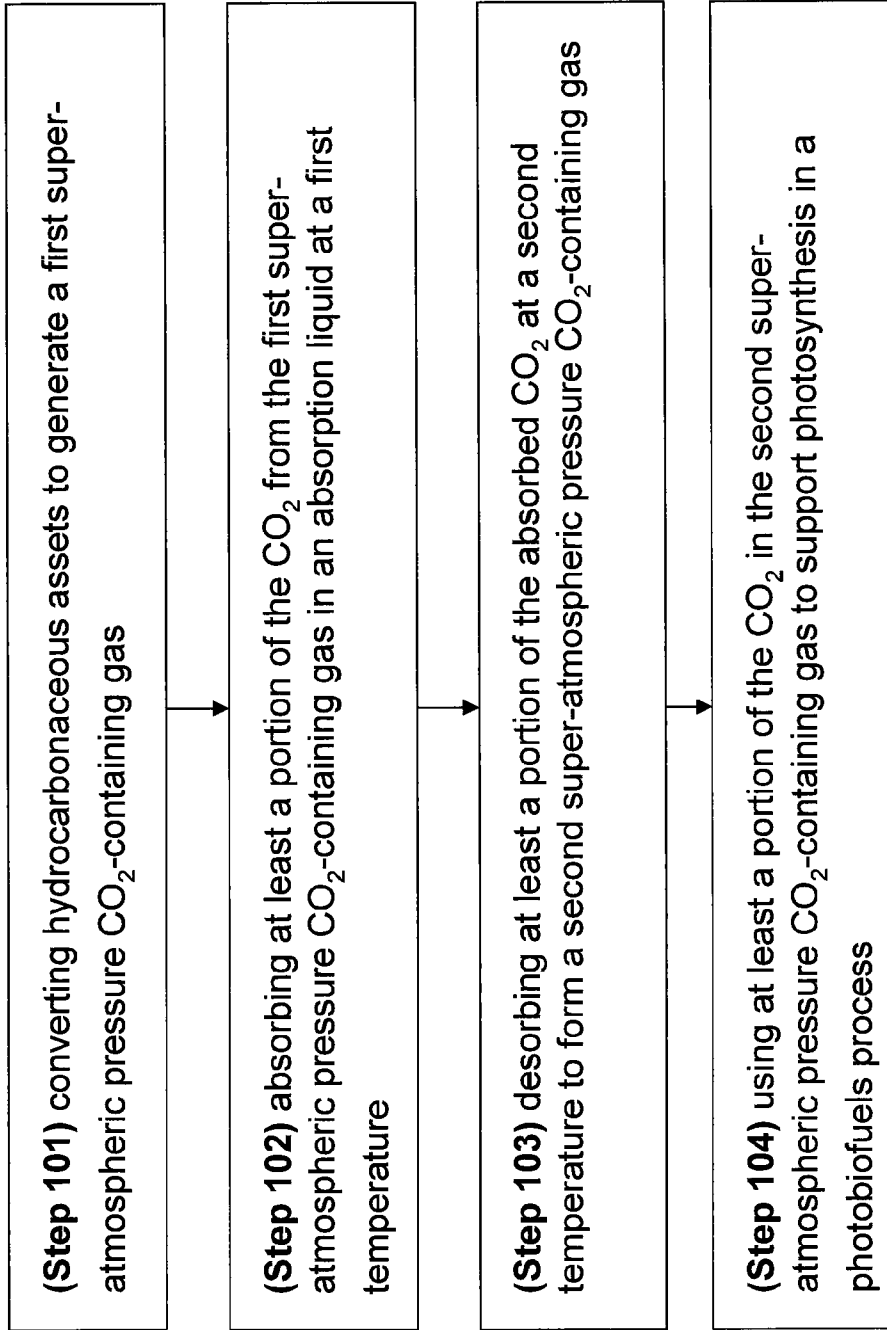 (Step 101) converting hydrocarbonaceous assets to generate a first super-
atmospheric pressure CO₂-containing gas
(Step 102) absorbing at least a portion of the CO₂ from the first super-
atmospheric pressure CO₂-containing gas in an absorption liquid at a first
temperature
(Step 103) desorbing at least a portion of the absorbed CO₂ at a second
temperature to form a second super-atmospheric pressure CO₂-containing gas
(Step 104) using at least a portion of the CO₂ in the second super-
atmospheric pressure CO₂-containing gas to support photosynthesis in a
photobiofuels process